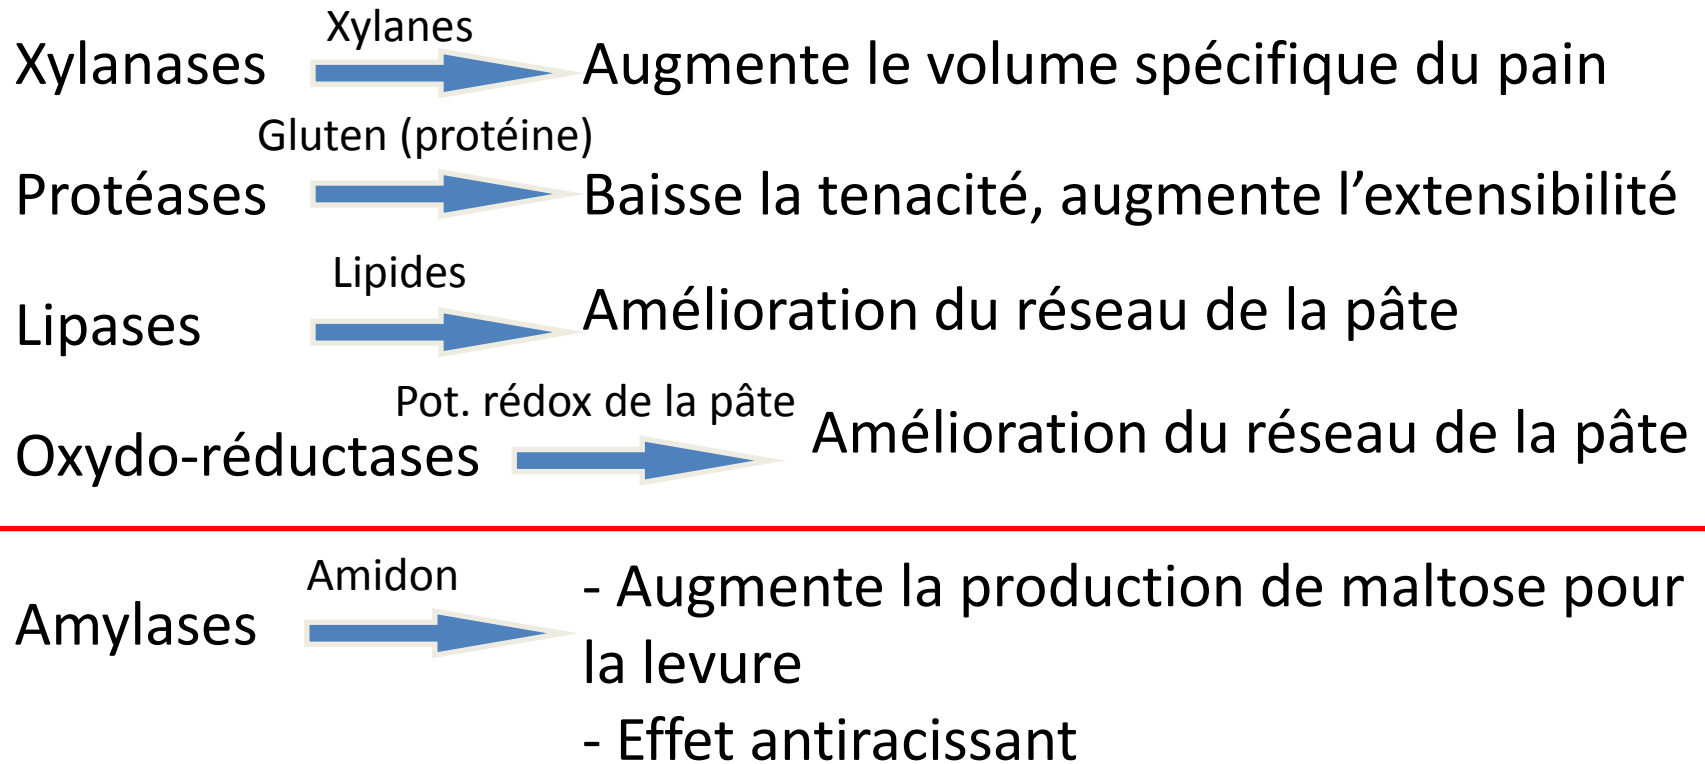 Xylanes
Xylanases Augmente le volume spécifique du pain
Gluten (protéine)
Protéases Baisse la tenacité, augmente l’extensibilité
Lipides
Lipases Amélioration du réseau de la pâte
Pot. rédox de la pâte
Oxydo-réductases Amélioration du réseau de la pâte
Amidon
Amylases - Augmente la production de maltose pour
la levure
- Effet antiracissant